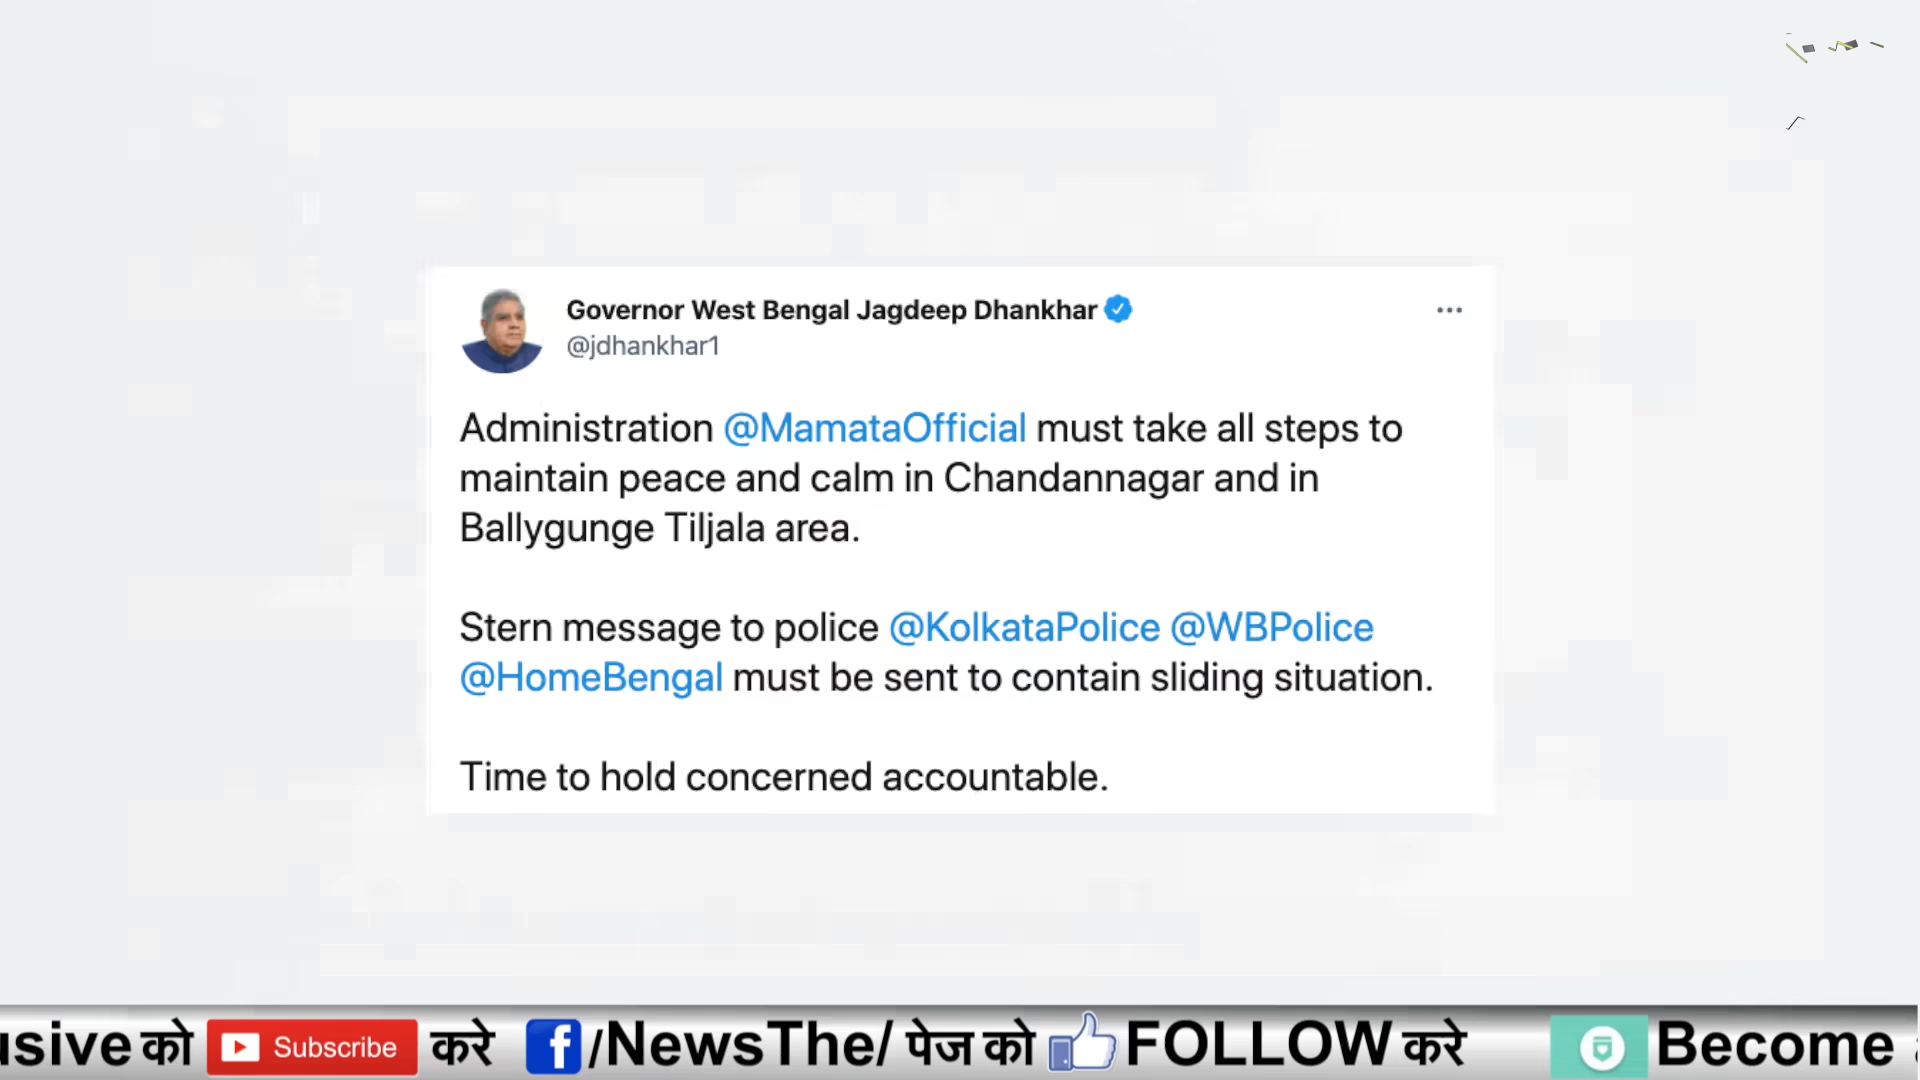 Governor West Bengal Jagdeep Dhankhar
@jdhankhar1
Administration @MamataOfficial must take all steps to
maintain peace and calm in Chandannagar and in
Ballygunge Tiljala area.
Stern message to police @KolkataPolice @WBPolice
@HomeBengal must be sent to contain sliding situation.
Time to hold concerned accountable.
usive को Subscribe करे f /NewsThe/ पेज को FOLLOW करे Become